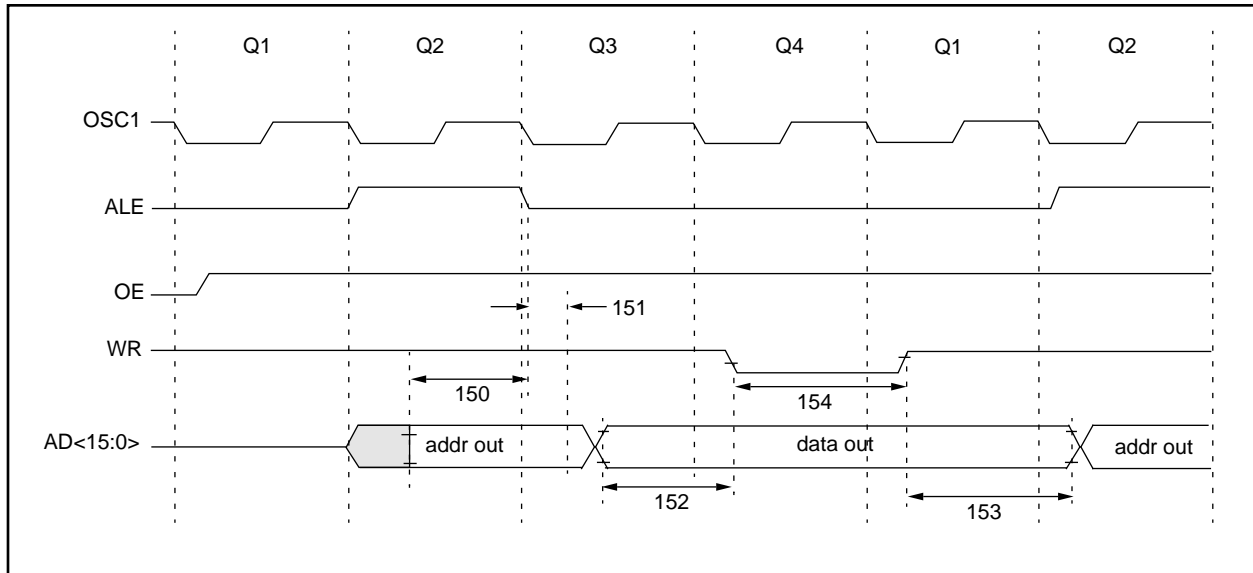 Q1 Q2 Q3 Q4 Q1 Q2
OSC1
ALE
OE
151
WR
150
154
AD<15:0>
addr out
data out
addr out
152
153